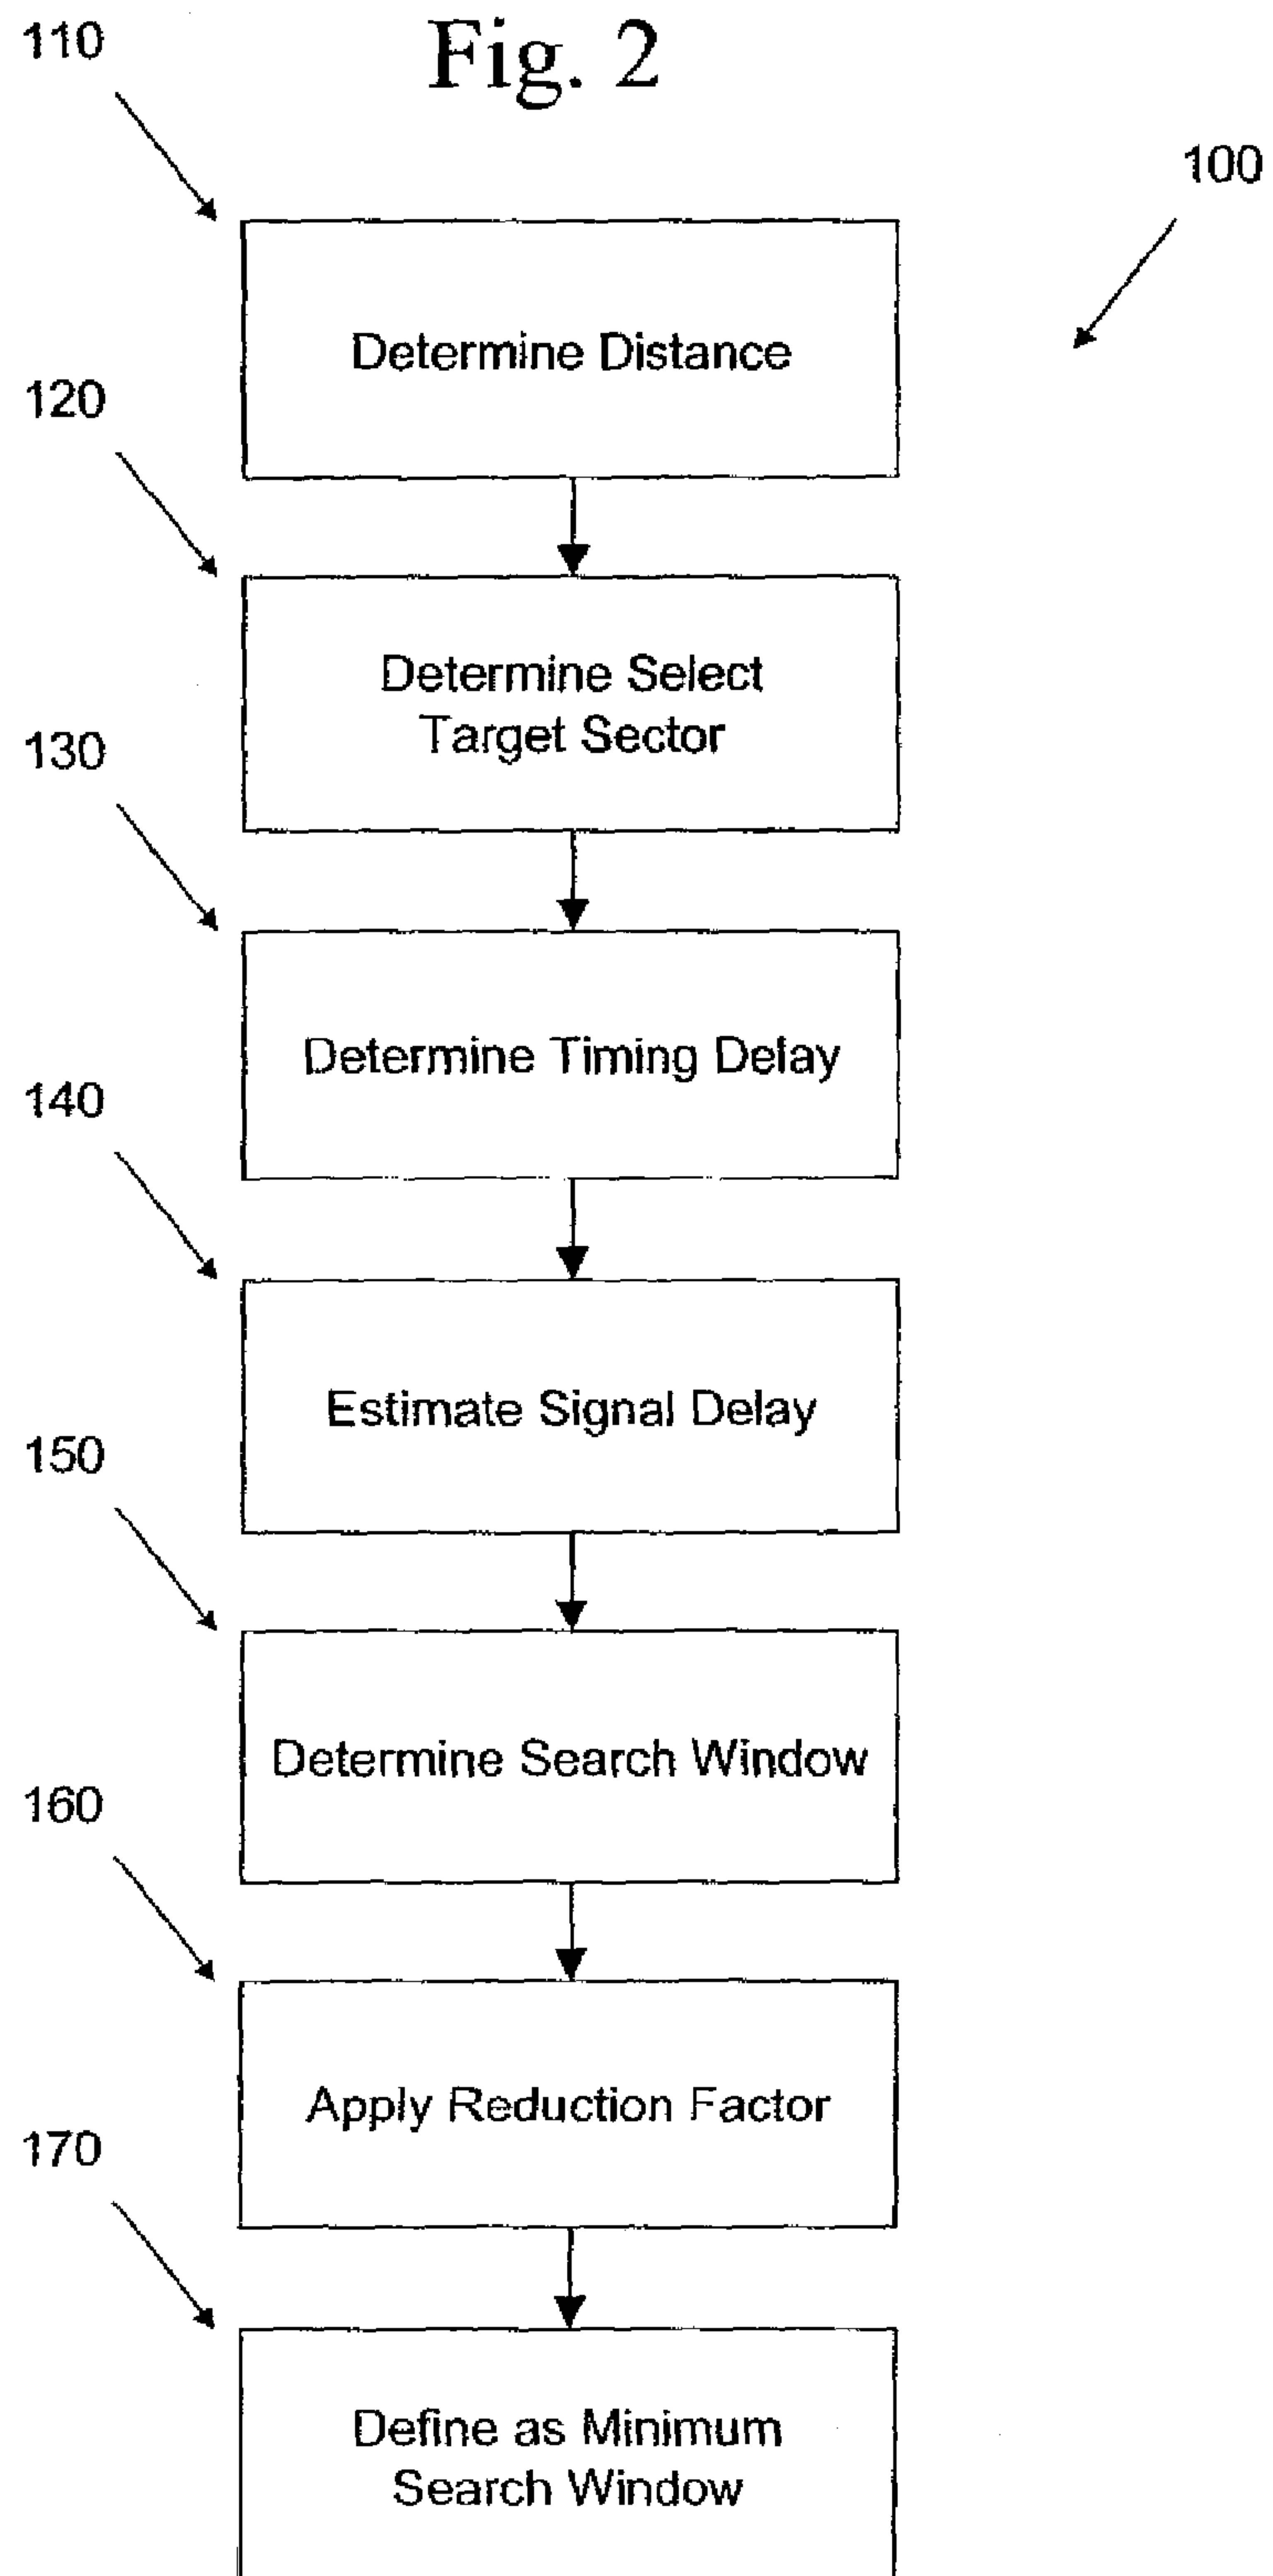 Fig. 2
110
100
Determine Distance
120
Determine Select
Target Sector
130
Determine Timing Delay
140
Estimate Signal Delay
150
Determine Search Window
160
Apply Reduction Factor
170
Define as Minimum
Search Window